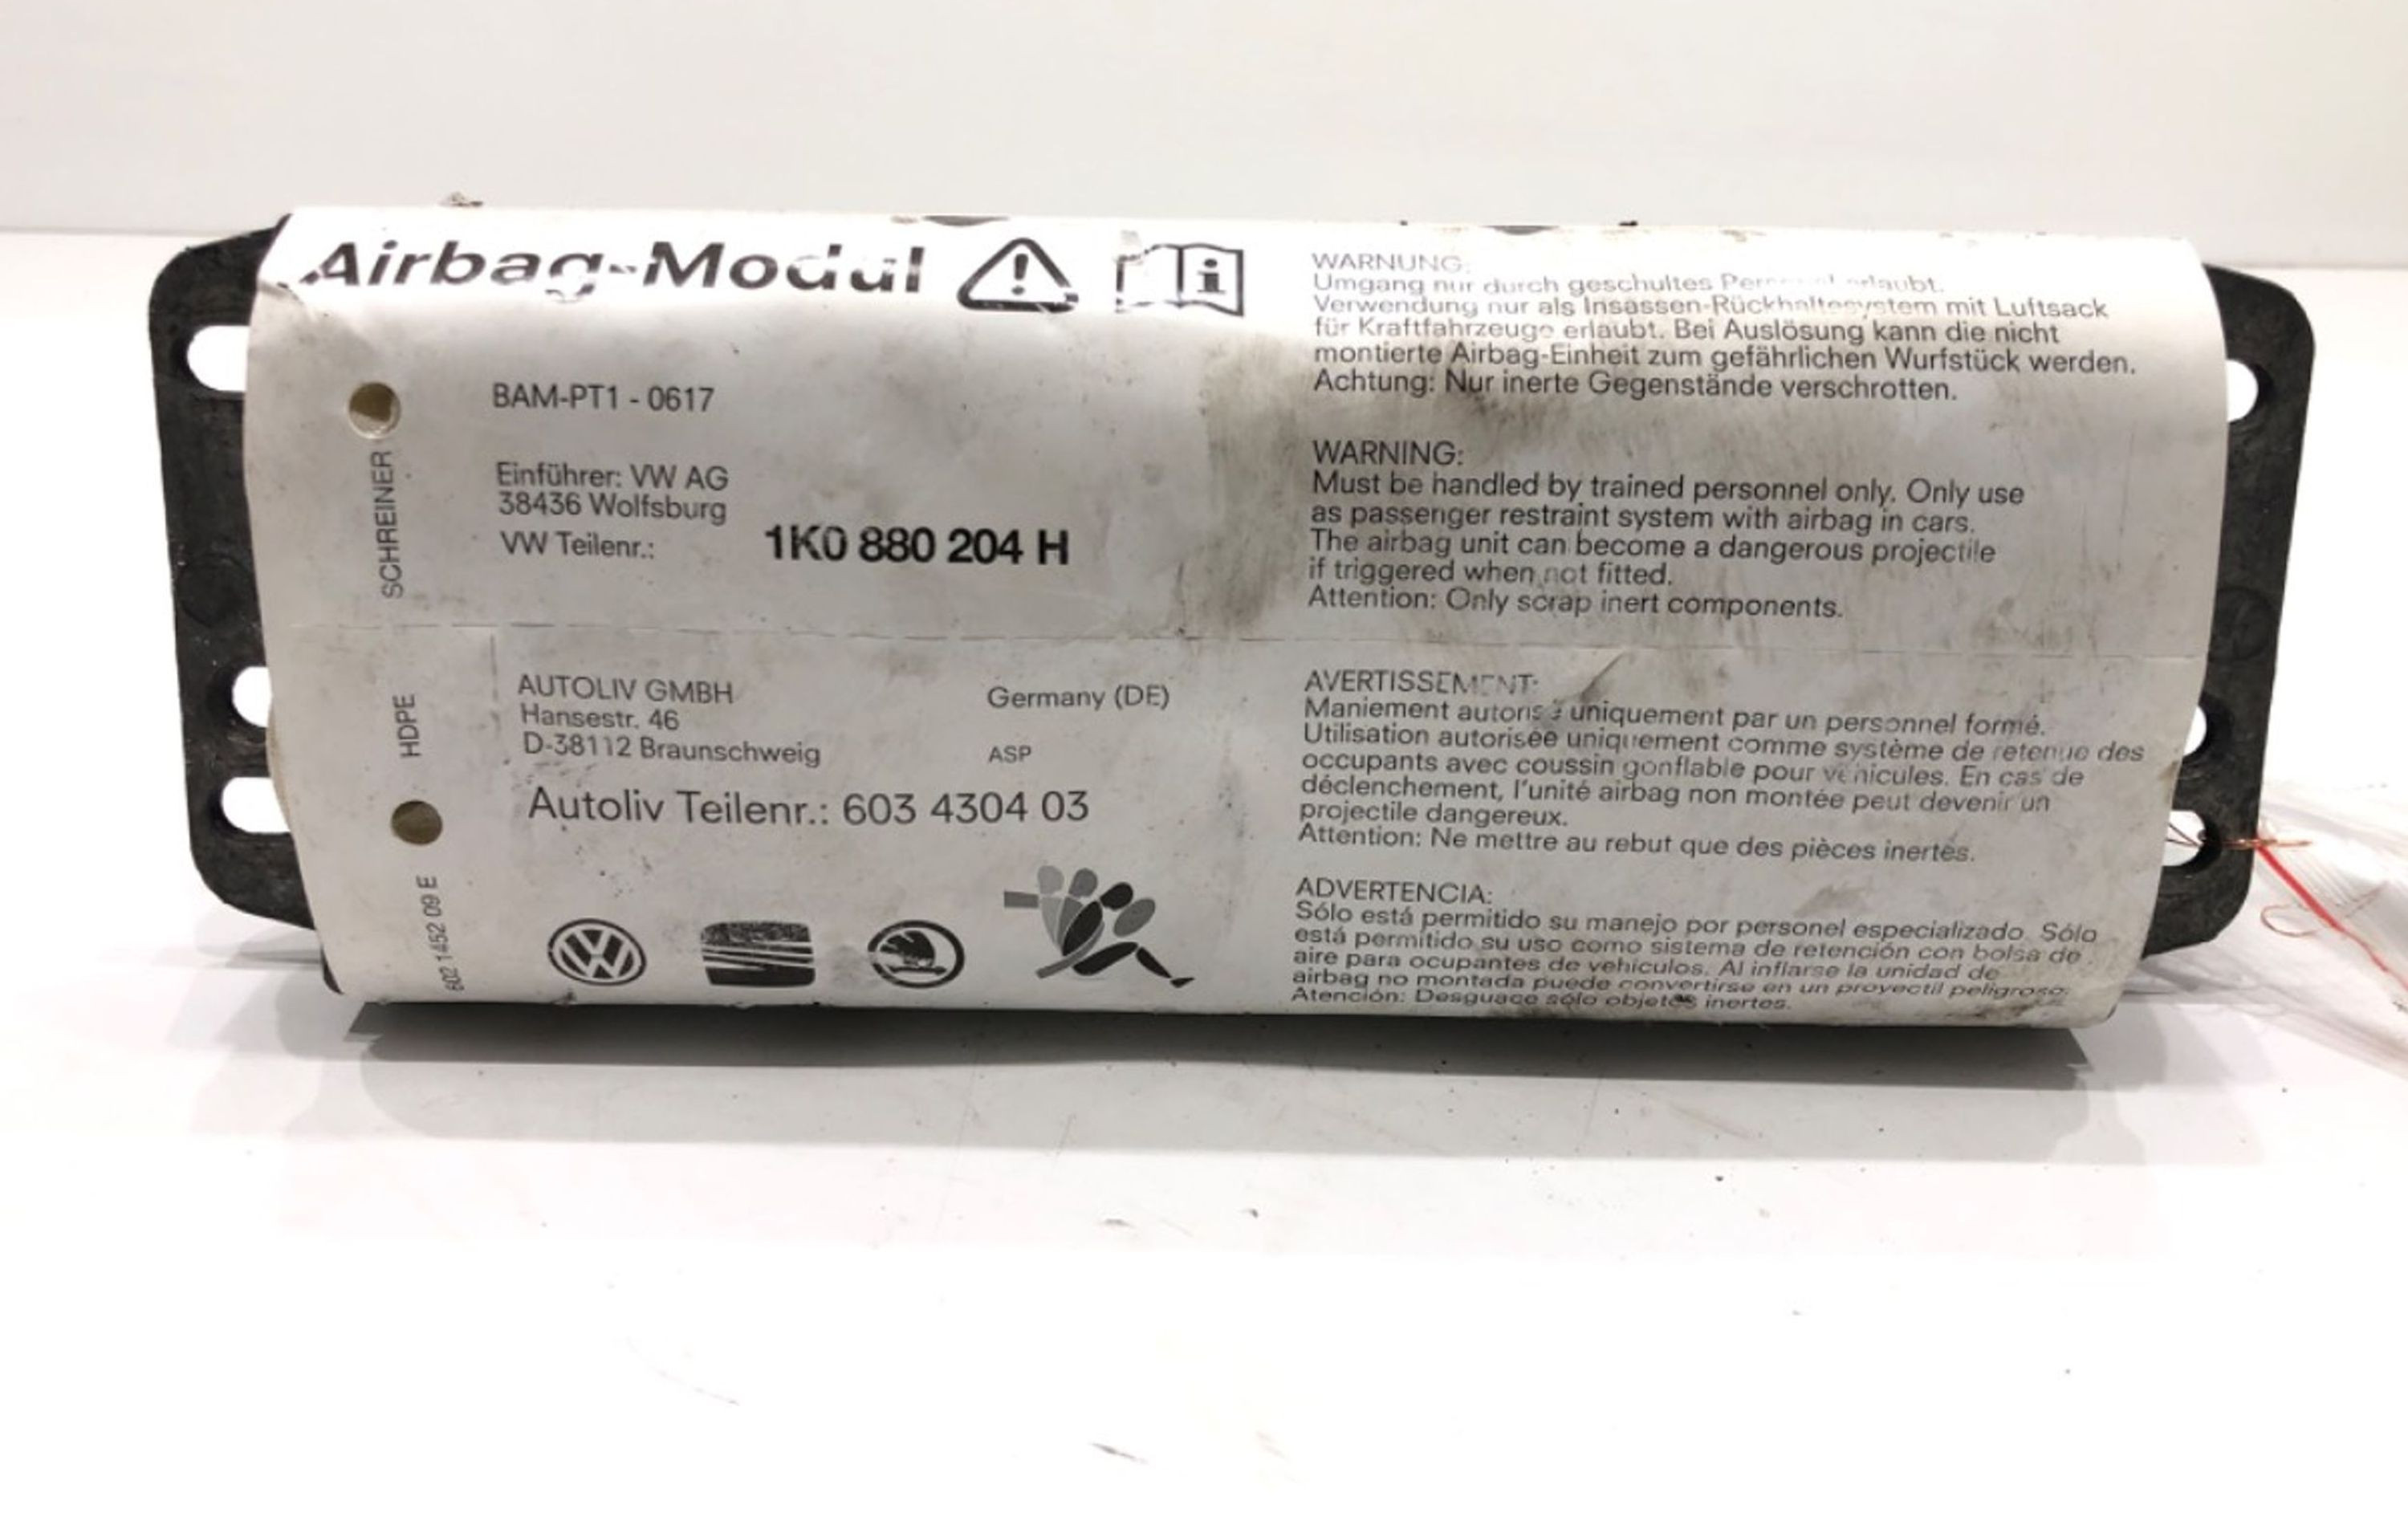 Airbag-Modul
BAM-PT1 - 0617
Einführer: VW AG
38436 Wolfsburg
VW Teilenr.: 1K0 880 204 H
SCHREINER
HDPE
602 1452 09 E
AUTOLIV GMBH
Hansestr. 46
D-38112 Braunschweig
Germany (DE)
ASP
Autoliv Teilenr.: 603 4304 03
WARNUNG:
Umgang nur durch geschultes Personal erlaubt.
Verwendung nur als Insassen-Rückhaltesystem mit Luftsack
für Kraftfahrzeuge erlaubt. Bei Auslösung kann die nicht
montierte Airbag-Einheit zum gefährlichen Wurfstück werden.
Achtung: Nur inerte Gegenstände verschrotten.
WARNING:
Must be handled by trained personnel only. Only use
as passenger restraint system with airbag in cars.
The airbag unit can become a dangerous projectile
if triggered when not fitted.
Attention: Only scrap inert components.
AVERTISSEMENT:
Maniement autorisé uniquement par un personnel formé.
Utilisation autorisée uniquement comme système de retenue des
occupants avec coussin gonflable pour véhicules. En cas de
déclenchement, l'unité airbag non montée peut devenir un
projectile dangereux.
Attention: Ne mettre au rebut que des pièces inertes.
ADVERTENCIA:
Sólo está permitido su manejo por personel especializado. Sólo
está permitido su uso como sistema de retención con bolsa de
aire para ocupantes de vehículos. Al inflarse la unidad de
airbag no montada puede convertirse en un proyectil peligroso.
Atención: Desguace sólo objetos inertes.